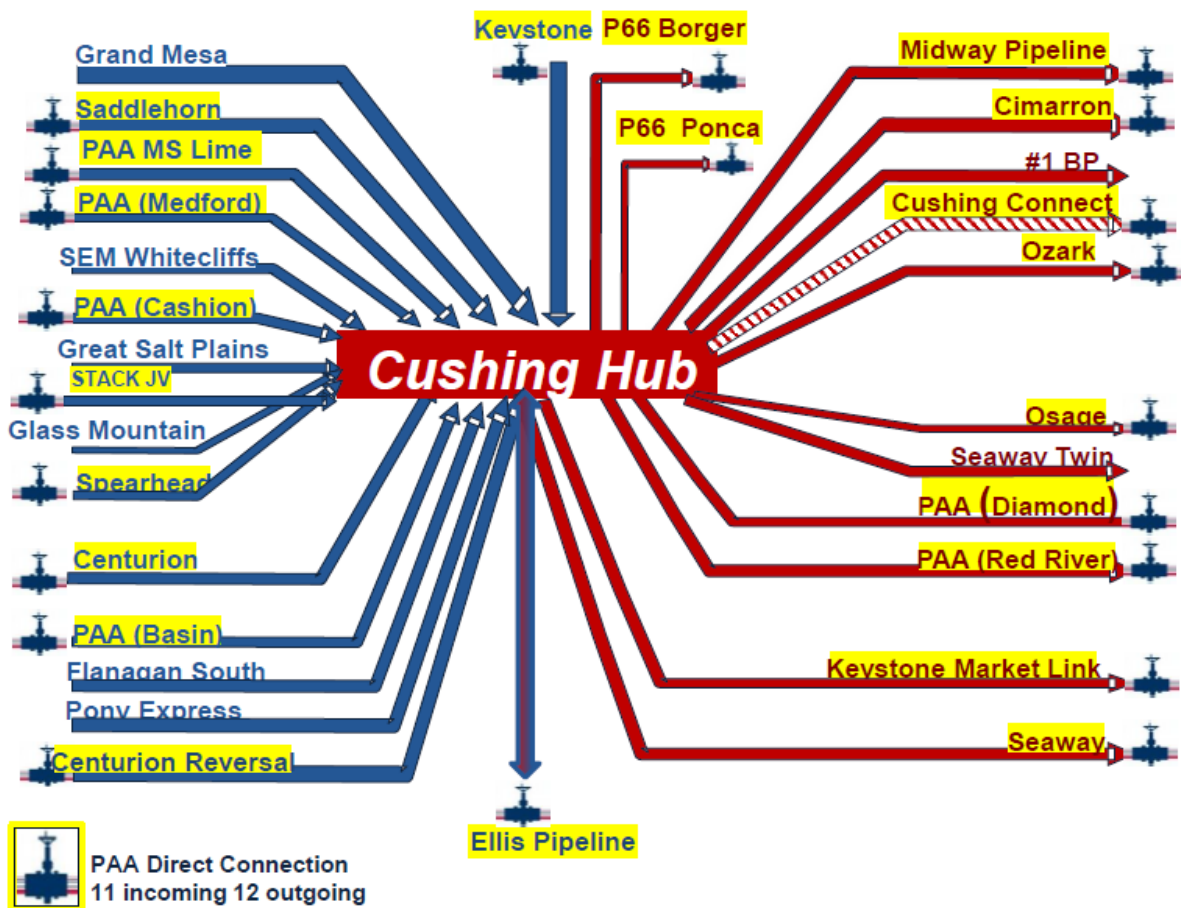 Keystone
P66 Borger
P66 Ponca
Grand Mesa
Saddlehorn
PAA MS Lime
PAA (Medford)
SEM Whitecliffs
PAA (Cashion)
Great Salt Plains
STACK JV
Glass Mountain
Spearhead
Centurion
PAA (Basin)
Flanagan South
Pony Express
Centurion Reversal
Cushing Hub
Midway Pipeline
Cimarron
#1 BP
Cushing Connect
Ozark
Osage
Seaway Twin
PAA (Diamond)
PAA (Red River)
Keystone Market Link
Seaway
Ellis Pipeline
PAA Direct Connection
11 incoming 12 outgoing